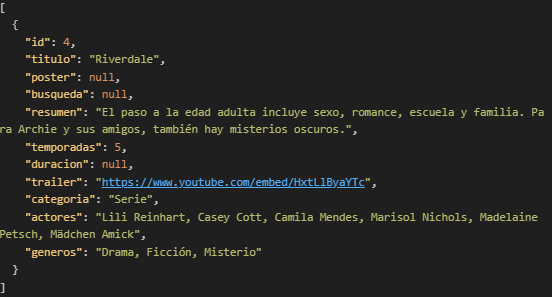 [
{
"id": 4,
"titulo": "Riverdale",
"poster": null,
"busqueda": null,
"resumen": "El paso a la edad adulta incluye sexo, romance, escuela y familia. Pa
ra Archie y sus amigos, también hay misterios oscuros.",
"temporadas": 5,
"duracion": null,
"trailer": "https://www.youtube.com/embed/HxtLlByaYTc",
"categoria": "Serie",
"actores": "Lili Reinhart, Casey Cott, Camila Mendes, Marisol Nichols, Madelaine
Petsch, Mädchen Amick",
"generos": "Drama, Ficción, Misterio"
}
]